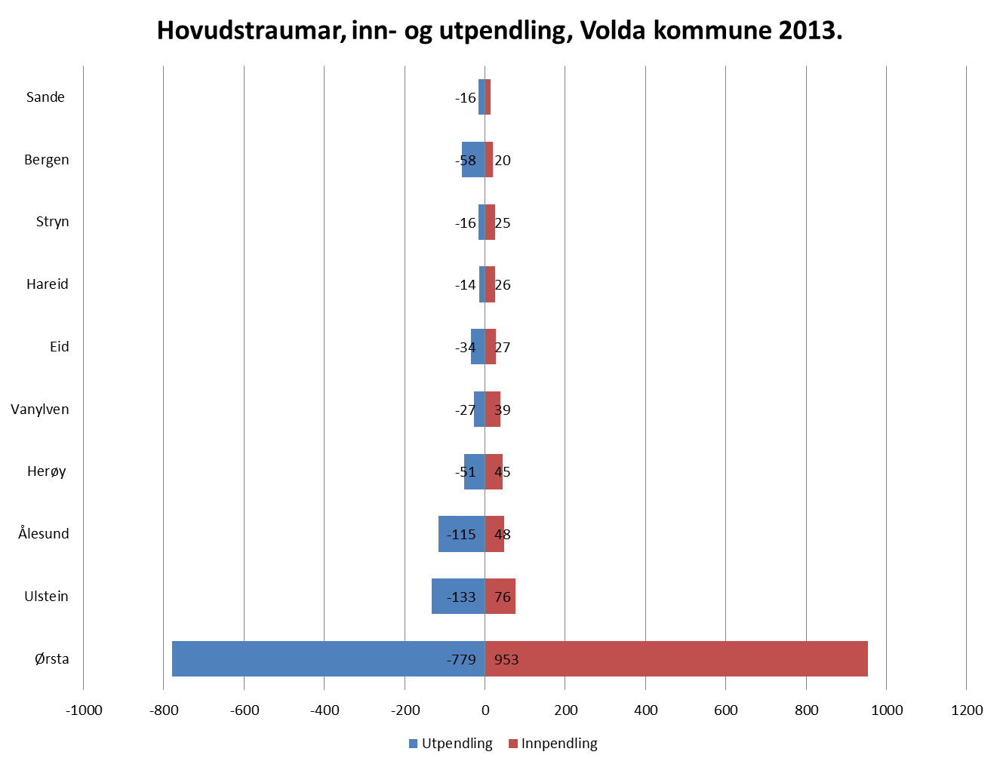 Hovudstraumar, inn- og utpendling, Volda kommune 2013.
Sande -16
Bergen -58 20
Stryn -16 25
Hareid -14 26
Eid -34 27
Vanylven -27 39
Herøy -51 45
Ålesund -115 48
Ulstein -133 76
Ørsta -779 953
-1000 -800 -600 -400 -200 0 200 400 600 800 1000 1200
Utpendling Innpendling